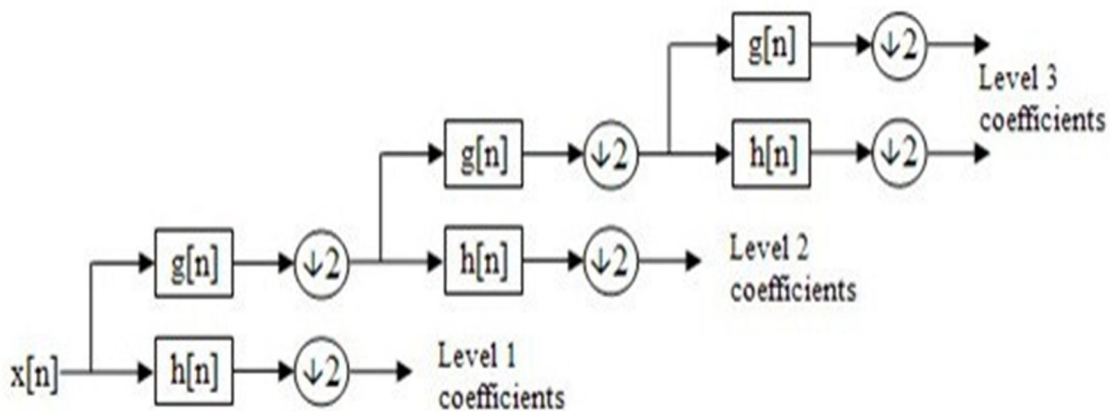 g[n]
↓2
Level 3
coefficients
g[n]
↓2
h[n]
↓2
g[n]
↓2
h[n]
↓2
Level 2
coefficients
x[n]
h[n]
↓2
Level 1
coefficients